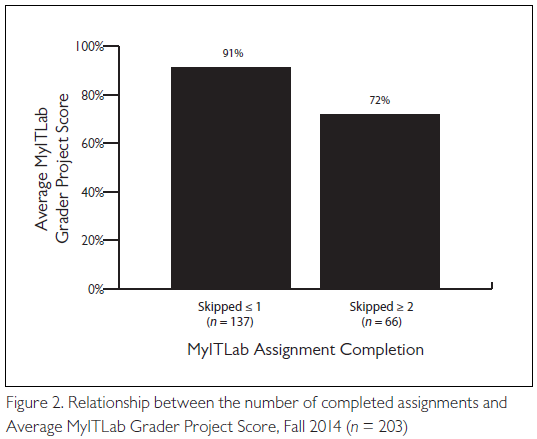 100%
91%
80%
72%
60%
40%
20%
0%
Average MyITLab
Grader Project Score
Skipped ≤ 1
(n = 137)
Skipped ≥ 2
(n = 66)
MyITLab Assignment Completion
Figure 2. Relationship between the number of completed assignments and
Average MyITLab Grader Project Score, Fall 2014 (n = 203)